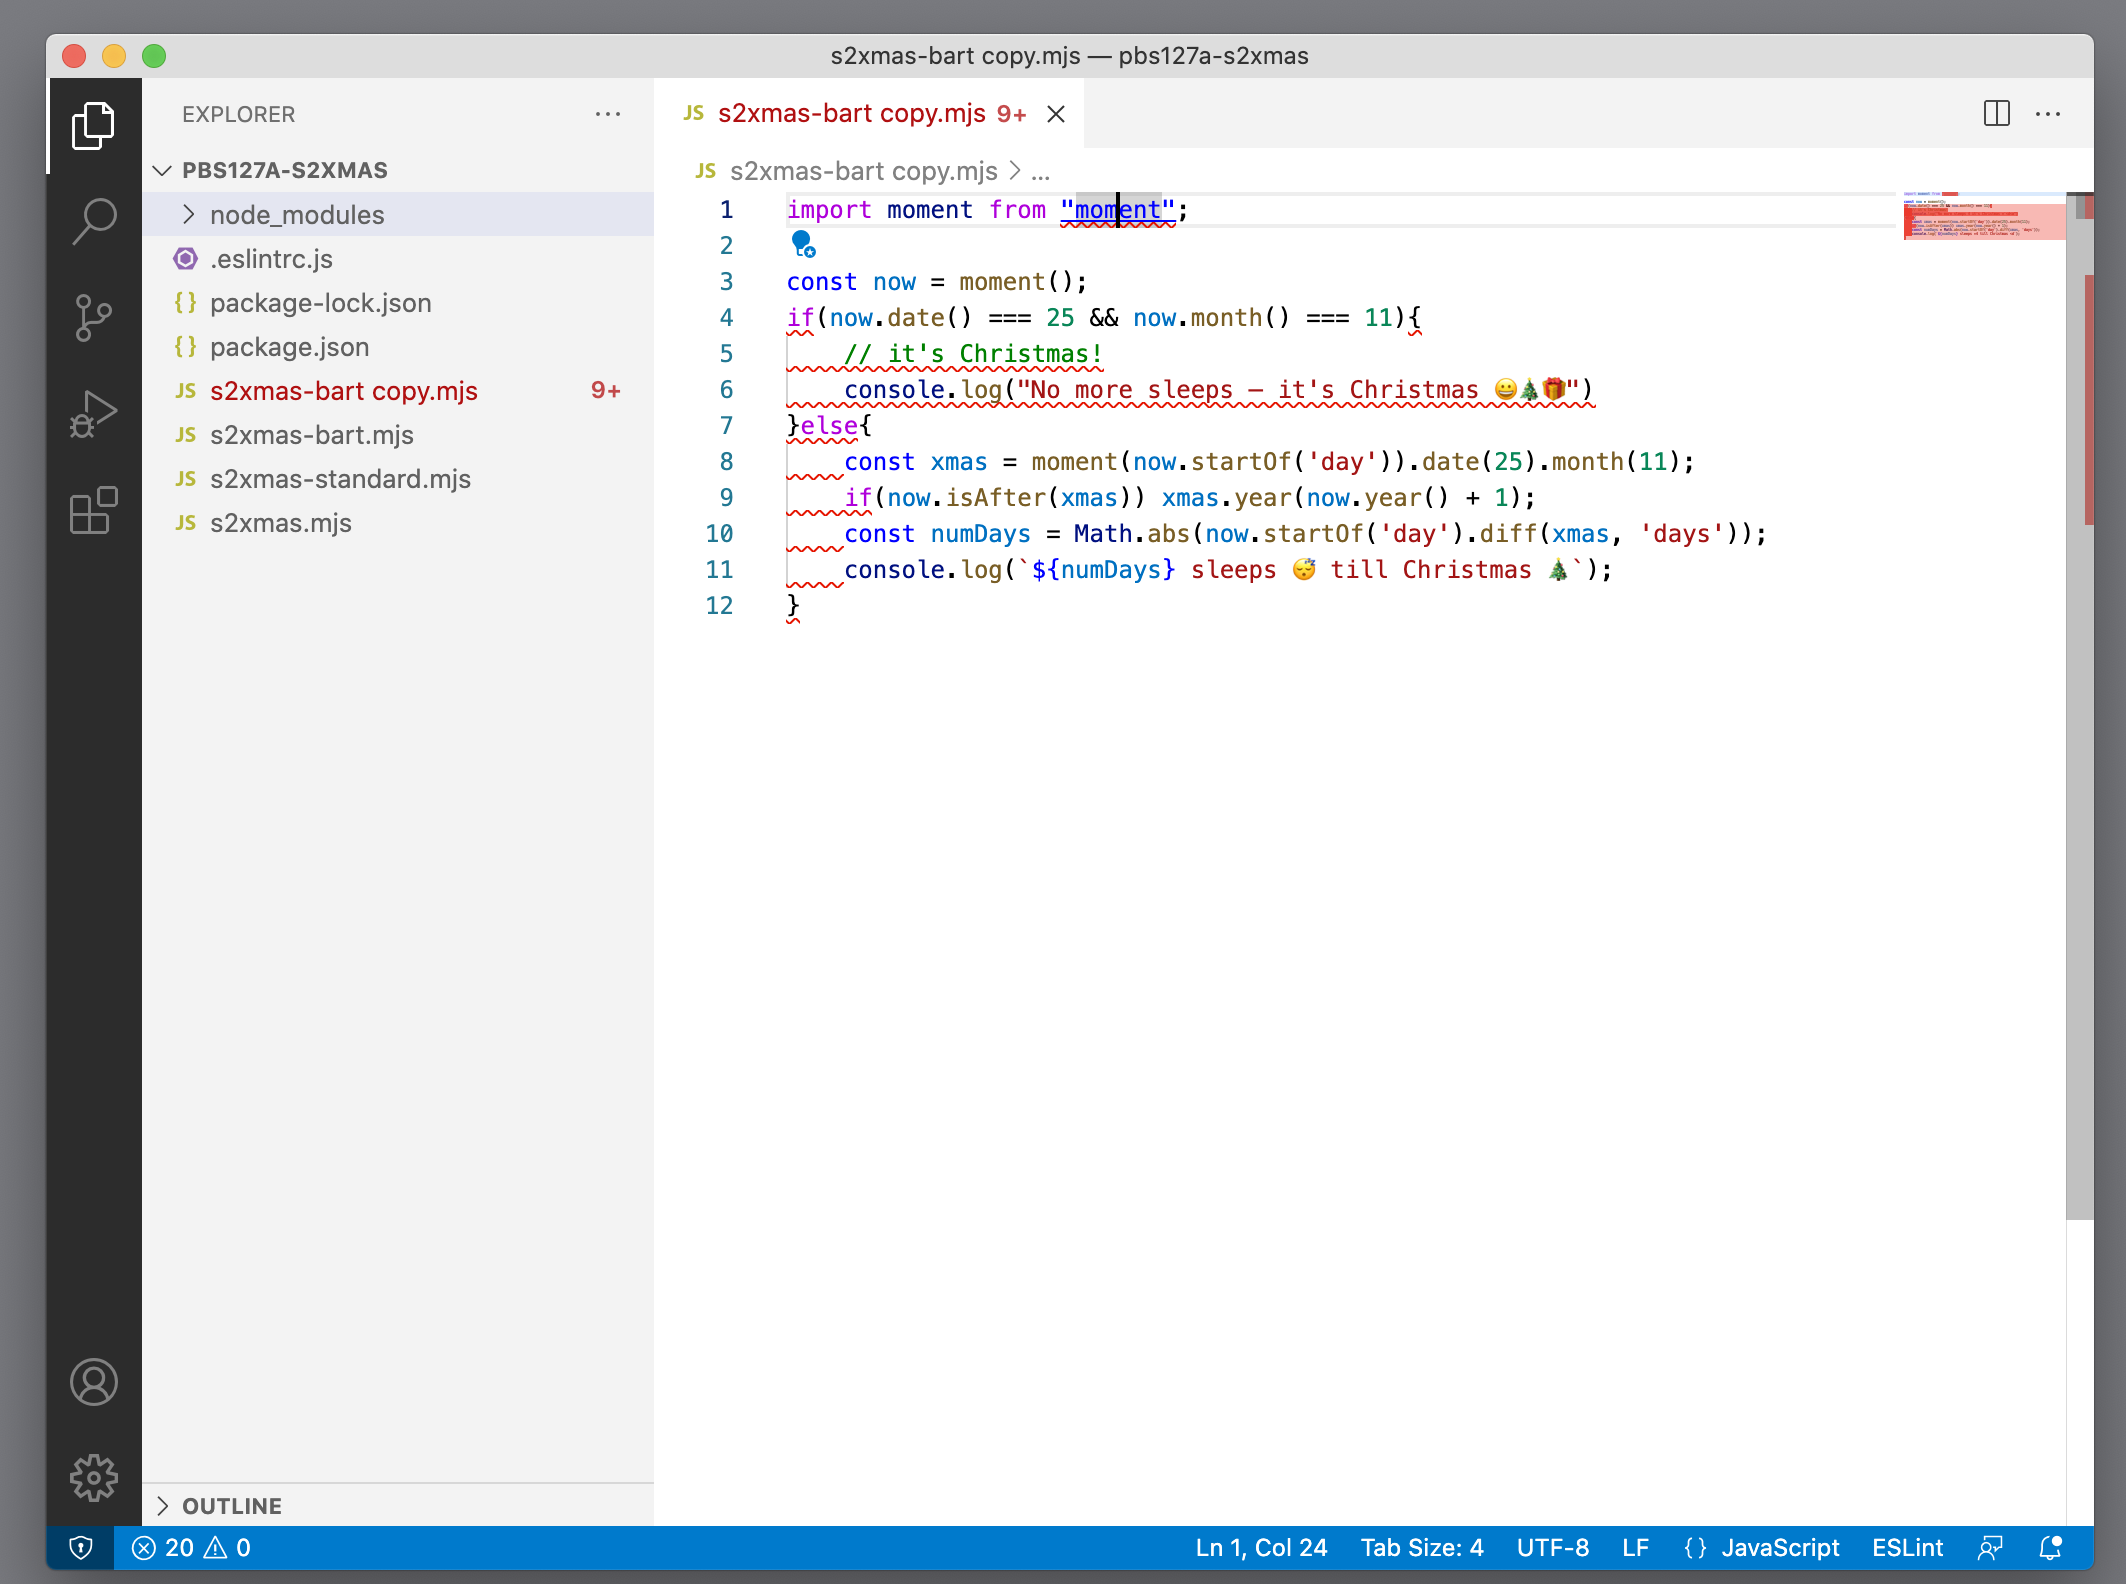 s2xmas-bart copy.mjs — pbs127a-s2xmas
EXPLORER
PBS127A-S2XMAS
node_modules
.eslintrc.js
{} package-lock.json
{} package.json
JS s2xmas-bart copy.mjs 9+
JS s2xmas-bart.mjs
JS s2xmas-standard.mjs
JS s2xmas.mjs
OUTLINE
JS s2xmas-bart copy.mjs 9+
JS s2xmas-bart copy.mjs > ...
1 import moment from "moment";
2
3 const now = moment();
4 if(now.date() === 25 && now.month() === 11){
5     // it's Christmas!
6     console.log("No more sleeps – it's Christmas 😀🎄🎁")
7 }else{
8     const xmas = moment(now.startOf('day')).date(25).month(11);
9     if(now.isAfter(xmas)) xmas.year(now.year() + 1);
10     const numDays = Math.abs(now.startOf('day').diff(xmas, 'days'));
11     console.log(`${numDays} sleeps 😴 till Christmas 🎄`);
12 }
20 0 Ln 1, Col 24 Tab Size: 4 UTF-8 LF {} JavaScript ESLint